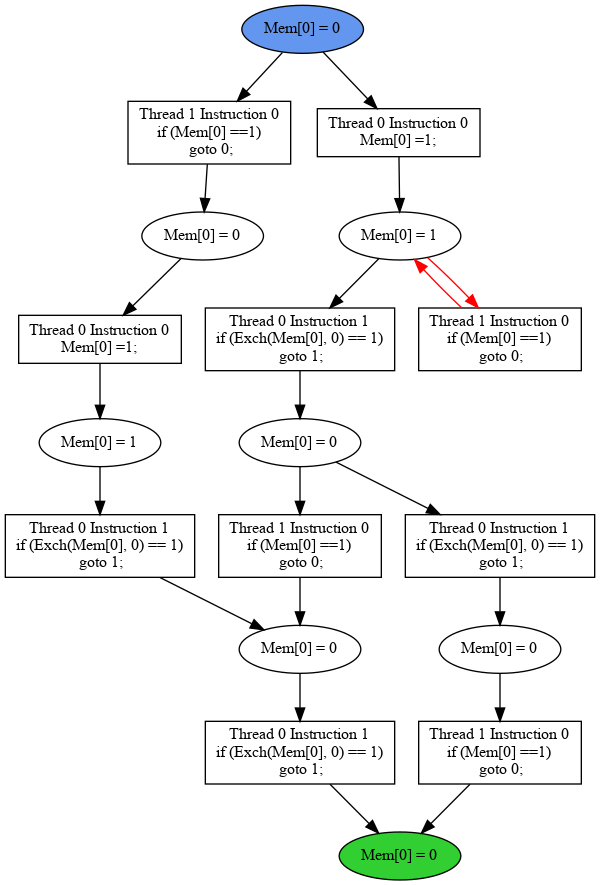 Mem[0] = 0
Thread 1 Instruction 0
if (Mem[0] ==1)
goto 0;
Thread 0 Instruction 0
Mem[0] =1;
Mem[0] = 0
Mem[0] = 1
Thread 0 Instruction 0
Mem[0] =1;
Thread 0 Instruction 1
if (Exch(Mem[0], 0) == 1)
goto 1;
Thread 1 Instruction 0
if (Mem[0] ==1)
goto 0;
Mem[0] = 1
Mem[0] = 0
Thread 0 Instruction 1
if (Exch(Mem[0], 0) == 1)
goto 1;
Thread 1 Instruction 0
if (Mem[0] ==1)
goto 0;
Thread 0 Instruction 1
if (Exch(Mem[0], 0) == 1)
goto 1;
Mem[0] = 0
Mem[0] = 0
Thread 0 Instruction 1
if (Exch(Mem[0], 0) == 1)
goto 1;
Thread 1 Instruction 0
if (Mem[0] ==1)
goto 0;
Mem[0] = 0